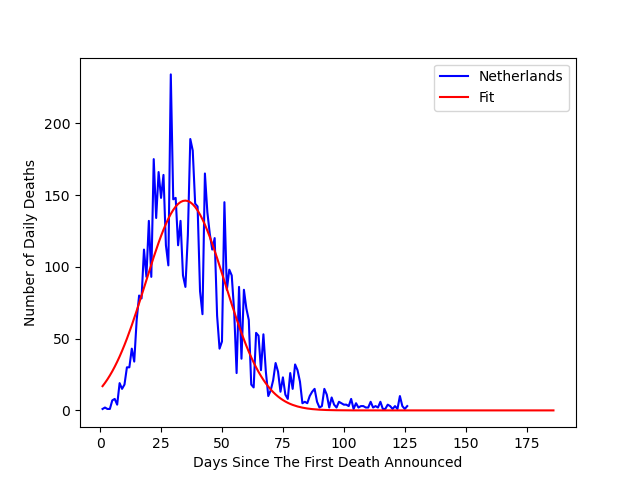 Netherlands
Fit
Number of Daily Deaths
200
150
100
50
0
0 25 50 75 100 125 150 175
Days Since The First Death Announced